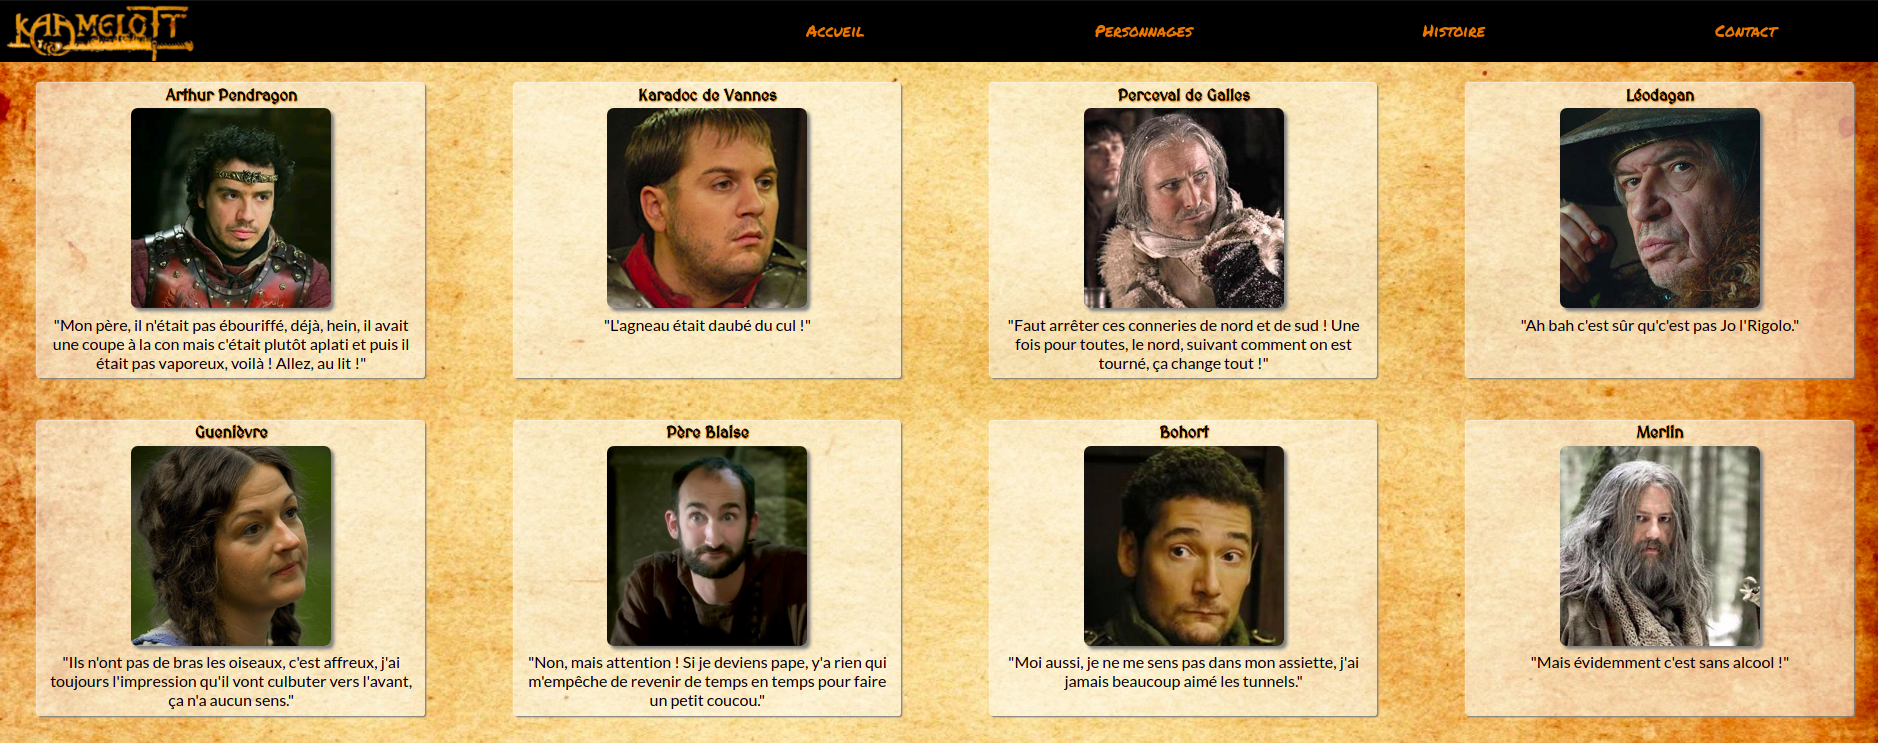 KAAMELOTT
Accueil
Personnages
Histoire
Contact
Arthur Pendragon
"Mon père, il n'était pas ébouriffé, déjà, hein, il avait
une coupe à la con mais c'était plutôt aplati et puis il
était pas vaporeux, voilà ! Allez, au lit !"
Karadoc de Vannes
"L'agneau était daubé du cul !"
Perceval de Galles
"Faut arrêter ces conneries de nord et de sud ! Une
fois pour toutes, le nord, suivant comment on est
tourné, ça change tout !"
Léodagan
"Ah bah c'est sûr qu'c'est pas Jo l'Rigolo."
Guenièvre
"Ils n'ont pas de bras les oiseaux, c'est affreux, j'ai
toujours l'impression qu'il vont culbuter vers l'avant,
ça n'a aucun sens."
Père Blaise
"Non, mais attention ! Si je deviens pape, y'a rien qui
m'empêche de revenir de temps en temps pour faire
un petit coucou."
Bohort
"Moi aussi, je ne me sens pas dans mon assiette, j'ai
jamais beaucoup aimé les tunnels."
Merlin
"Mais évidemment c'est sans alcool !"